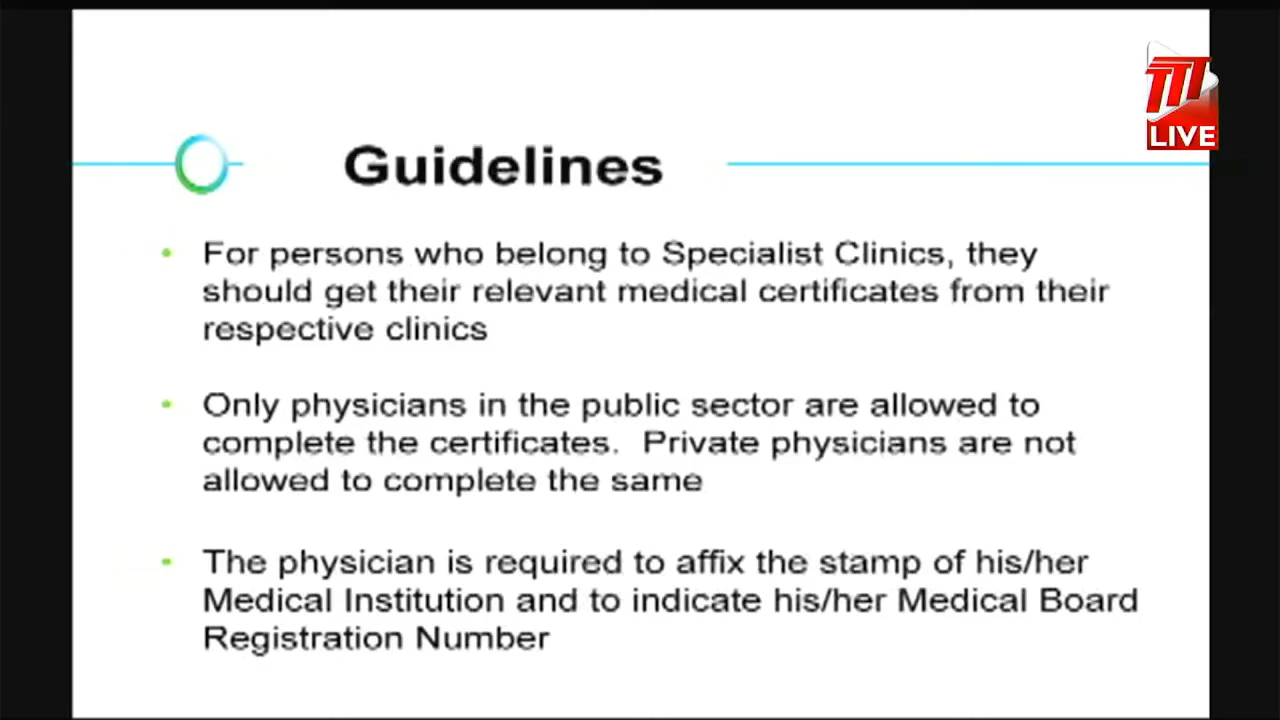 TTT
LIVE
Guidelines
• For persons who belong to Specialist Clinics, they
should get their relevant medical certificates from their
respective clinics
• Only physicians in the public sector are allowed to
complete the certificates.  Private physicians are not
allowed to complete the same
• The physician is required to affix the stamp of his/her
Medical Institution and to indicate his/her Medical Board
Registration Number